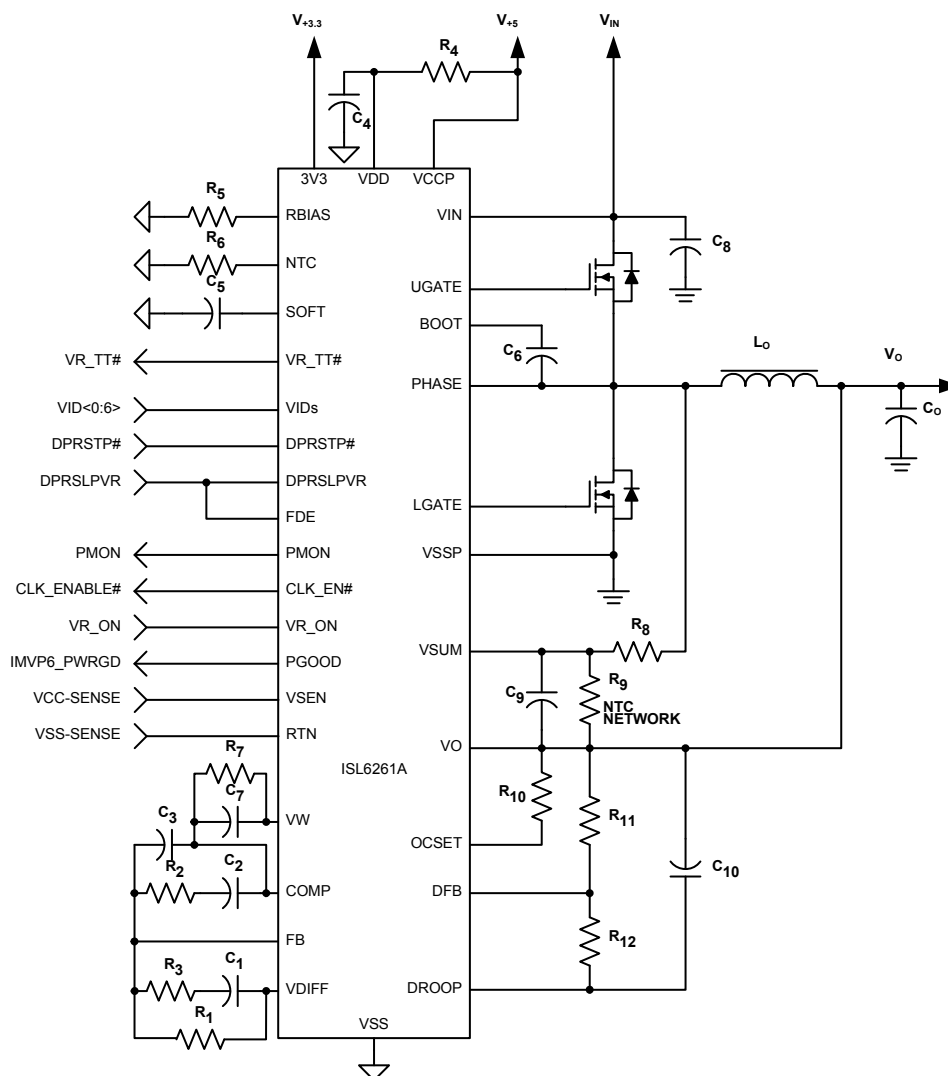 V+3.3
V+5
VIN
R4
C4
3V3
VDD
VCCP
R5
RBIAS
VIN
C8
R6
NTC
UGATE
C5
SOFT
BOOT
C6
LO
VR_TT#
VR_TT#
PHASE
VO
CO
VID<0:6>
VIDs
DPRSTP#
DPRSTP#
DPRSLPVR
DPRSLPVR
LGATE
FDE
PMON
PMON
VSSP
CLK_ENABLE#
CLK_EN#
VR_ON
VR_ON
R8
IMVP6_PWRGD
PGOOD
VSUM
C9
R9
NTC
NETWORK
VCC-SENSE
VSEN
VSS-SENSE
RTN
VO
R7
ISL6261A
R10
C7
VW
R11
C3
OCSET
C10
R2
C2
COMP
DFB
FB
R12
R3
C1
VDIFF
DROOP
R1
VSS